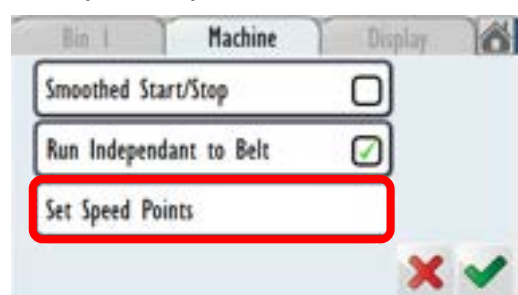 Bin 1 Machine Display
Smoothed Start/Stop
Run Independant to Belt
Set Speed Points